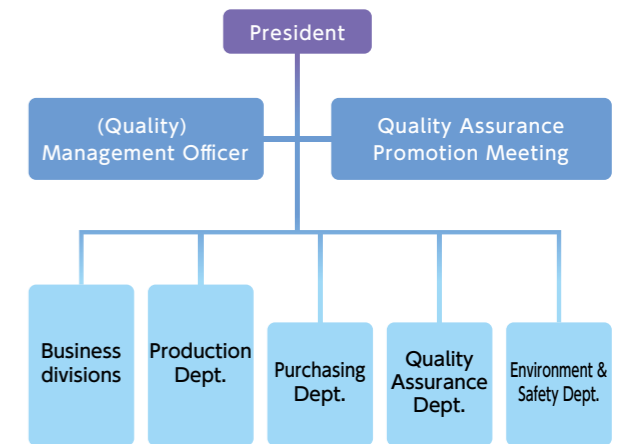 President
(Quality)
Management Officer
Quality Assurance
Promotion Meeting
Business
divisions
Production
Dept.
Purchasing
Dept.
Quality
Assurance
Dept.
Environment &
Safety Dept.